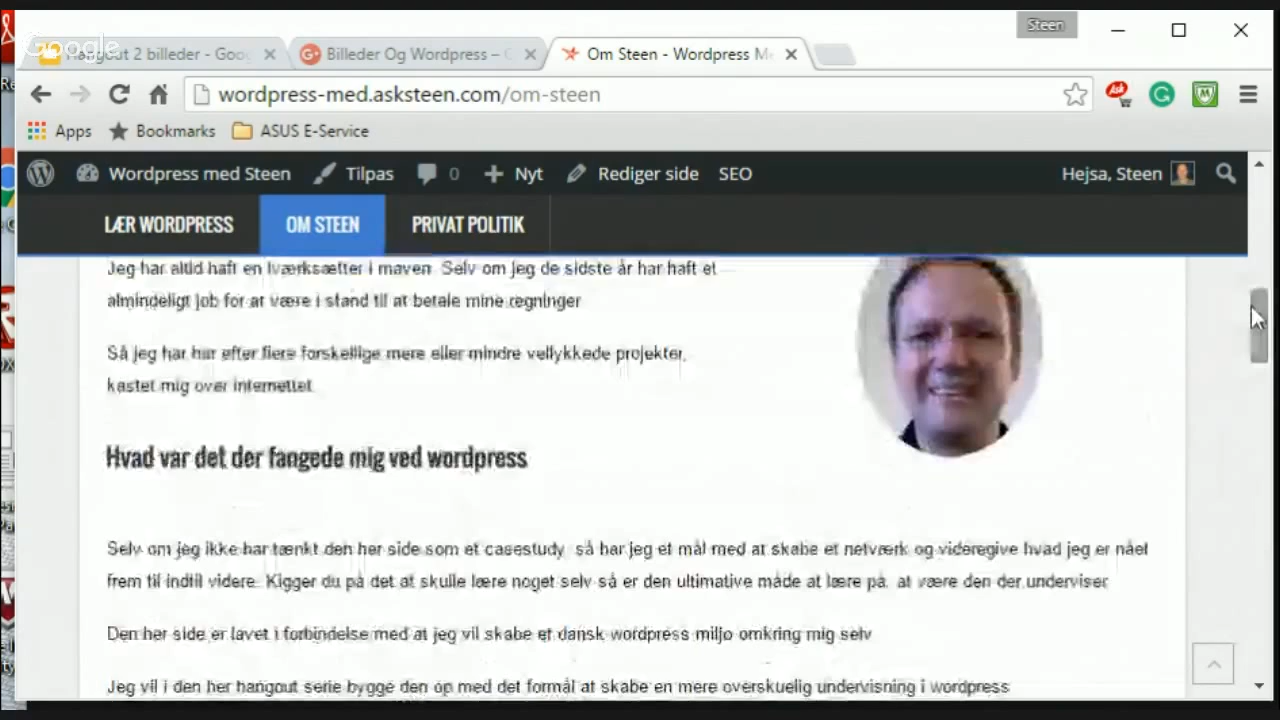 Steen
Google
Hangout 2 billeder - Goo
Billeder Og Wordpress –
Om Steen - Wordpress Me
wordpress-med.asksteen.com/om-steen
Ask
Apps
Bookmarks
ASUS E-Service
Wordpress med Steen
Tilpas
0
Nyt
Rediger side
SEO
Hejsa, Steen
LÆR WORDPRESS
OM STEEN
PRIVAT POLITIK
Jeg har altid haft en Iværksætter i maven. Selv om jeg de sidste år har haft et
almindeligt job for at være i stand til at betale mine regninger
Så jeg har har efter flere forskellige mere eller mindre vellykkede projekter,
kastet mig over internettet.
Hvad var det der fangede mig ved wordpress
Selv om jeg ikke har tænkt den her side som et casestudy, så har jeg et mål med at skabe et netværk og videregive hvad jeg er nået
frem til indtil videre. Kigger du på det at skulle lære noget selv så er den ultimative måde at lære på, at være den der underviser
Den her side er lavet i forbindelse med at jeg vil skabe et dansk wordpress miljø omkring mig selv
Jeg vil i den her hangout serie bygge den op med det formål at skabe en mere overskuelig undervisning i wordpress